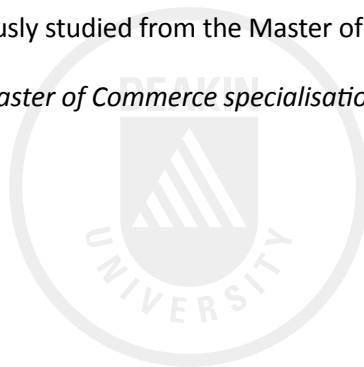 usly studied from the Master of
aster of Commerce specialisatio
DEAKIN
UNIVERSITY